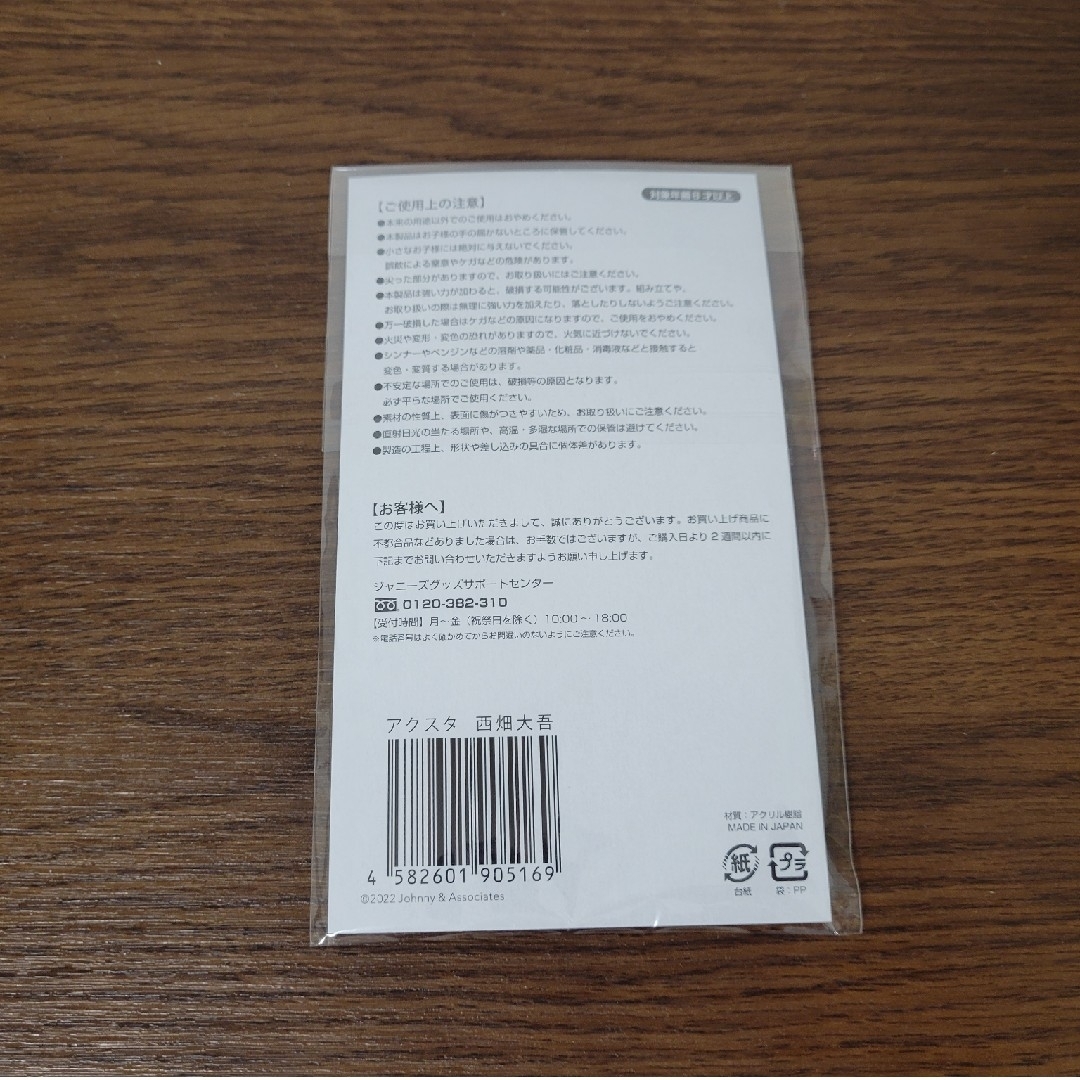 【ご使用上の注意】
対象年齢8才以上
●本来の用途以外でのご使用はおやめください。
●本製品はお子様の手の届かないところに保管してください。
●小さなお子様には絶対に与えないでください。
誤飲による窒息やケガなどの危険があります。
●尖った部分がありますので、お取り扱いにはご注意ください。
●本製品は強い力が加わると、破損する可能性がございます。組み立てや、
お取り扱いの際は無理に強い力を加えたり、落としたりしないようご注意ください。
●万一破損した場合はケガなどの原因になりますので、ご使用をおやめください。
●火災や変形・変色の恐れがありますので、火気に近づけないでください。
●シンナーやベンジンなどの溶剤や薬品・化粧品・消毒液などと接触すると
変色・変質する場合があります。
●不安定な場所でのご使用は、破損等の原因となります。
必ず平らな場所でご使用ください。
●素材の性質上、表面に傷がつきやすいため、お取り扱いにご注意ください。
●直射日光の当たる場所や、高温・多湿な場所での保管は避けてください。
●製造の工程上、形状や差し込みの具合に個体差があります。
【お客様へ】
この度はお買い上げいただきまして、誠にありがとうございます。お買い上げ商品に
不都合品などありました場合は、お手数ではございますが、ご購入日より2週間以内に
下記までお問い合わせいただきますようお願い申し上げます。
ジャニーズグッズサポートセンター
0120-382-310
【受付時間】月～金（祝祭日を除く）10:00～18:00
※電話番号はよく確かめてからお間違いのないようにご注意ください。
アクスタ 西畑大吾
4 582601 905169
©2022 Johnny & Associates
材質：アクリル樹脂
MADE IN JAPAN
紙 プラ
台紙 袋：PP